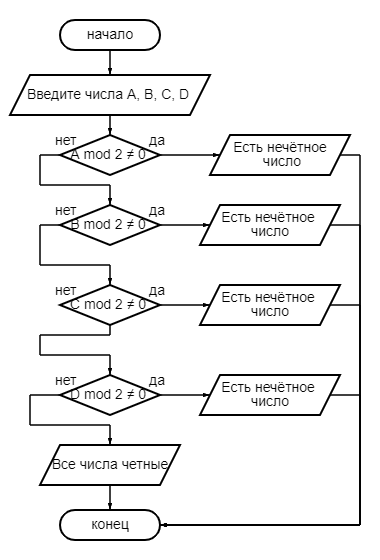 начало
Введите числа A, B, C, D
нет
да
A mod 2 ≠ 0
Есть нечётное
число
нет
да
B mod 2 ≠ 0
Есть нечётное
число
нет
да
C mod 2 ≠ 0
Есть нечётное
число
нет
да
D mod 2 ≠ 0
Есть нечётное
число
Все числа четные
конец